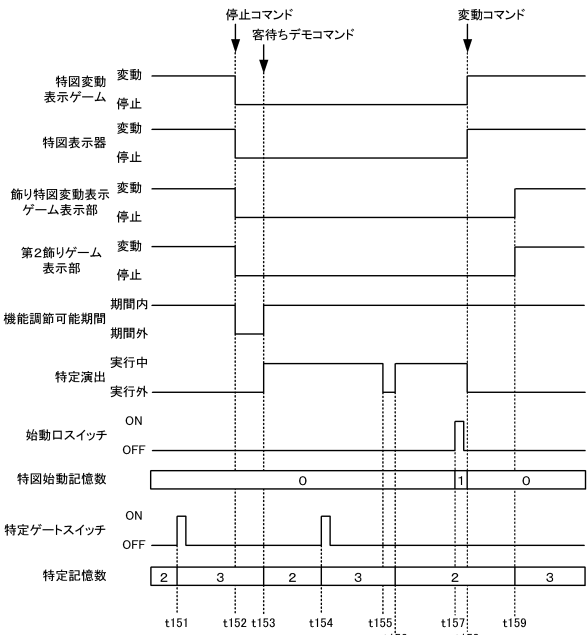 停止コマンド
客待ちデモコマンド
変動コマンド
特図変動
表示ゲーム
変動
停止
特図表示器
変動
停止
飾り特図変動表示
ゲーム表示部
変動
停止
第2飾りゲーム
表示部
変動
停止
機能調節可能期間
期間内
期間外
特定演出
実行中
実行外
始動口スイッチ
ON
OFF
特図始動記憶数
0 1 0
特定ゲートスイッチ
ON
OFF
特定記憶数
2 3 2 3 2 3
t151 t152 t153 t154 t155 t157 t159